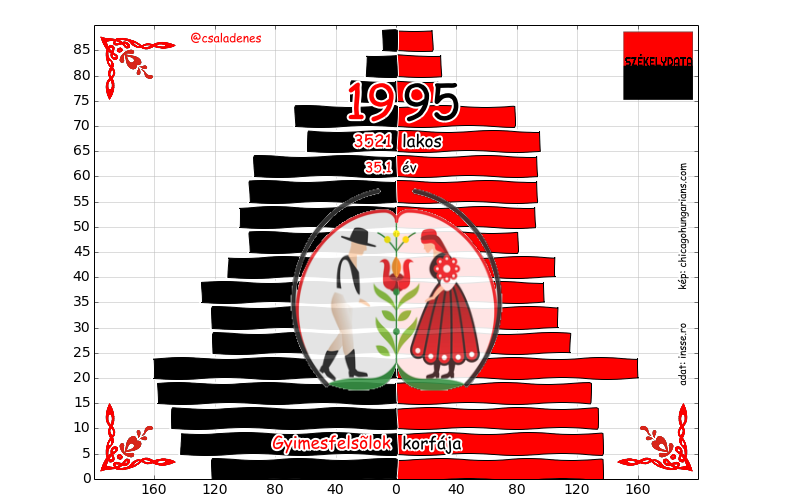 @csaladenes
SZÉKELYDATA
1995
3521 lakos
35.1 év
kép: chicagohungarians.com
adat: insse.ro
Gyimesfelsőlok korfája
85
80
75
70
65
60
55
50
45
40
35
30
25
20
15
10
5
0
160 120 80 40 0 40 80 120 160